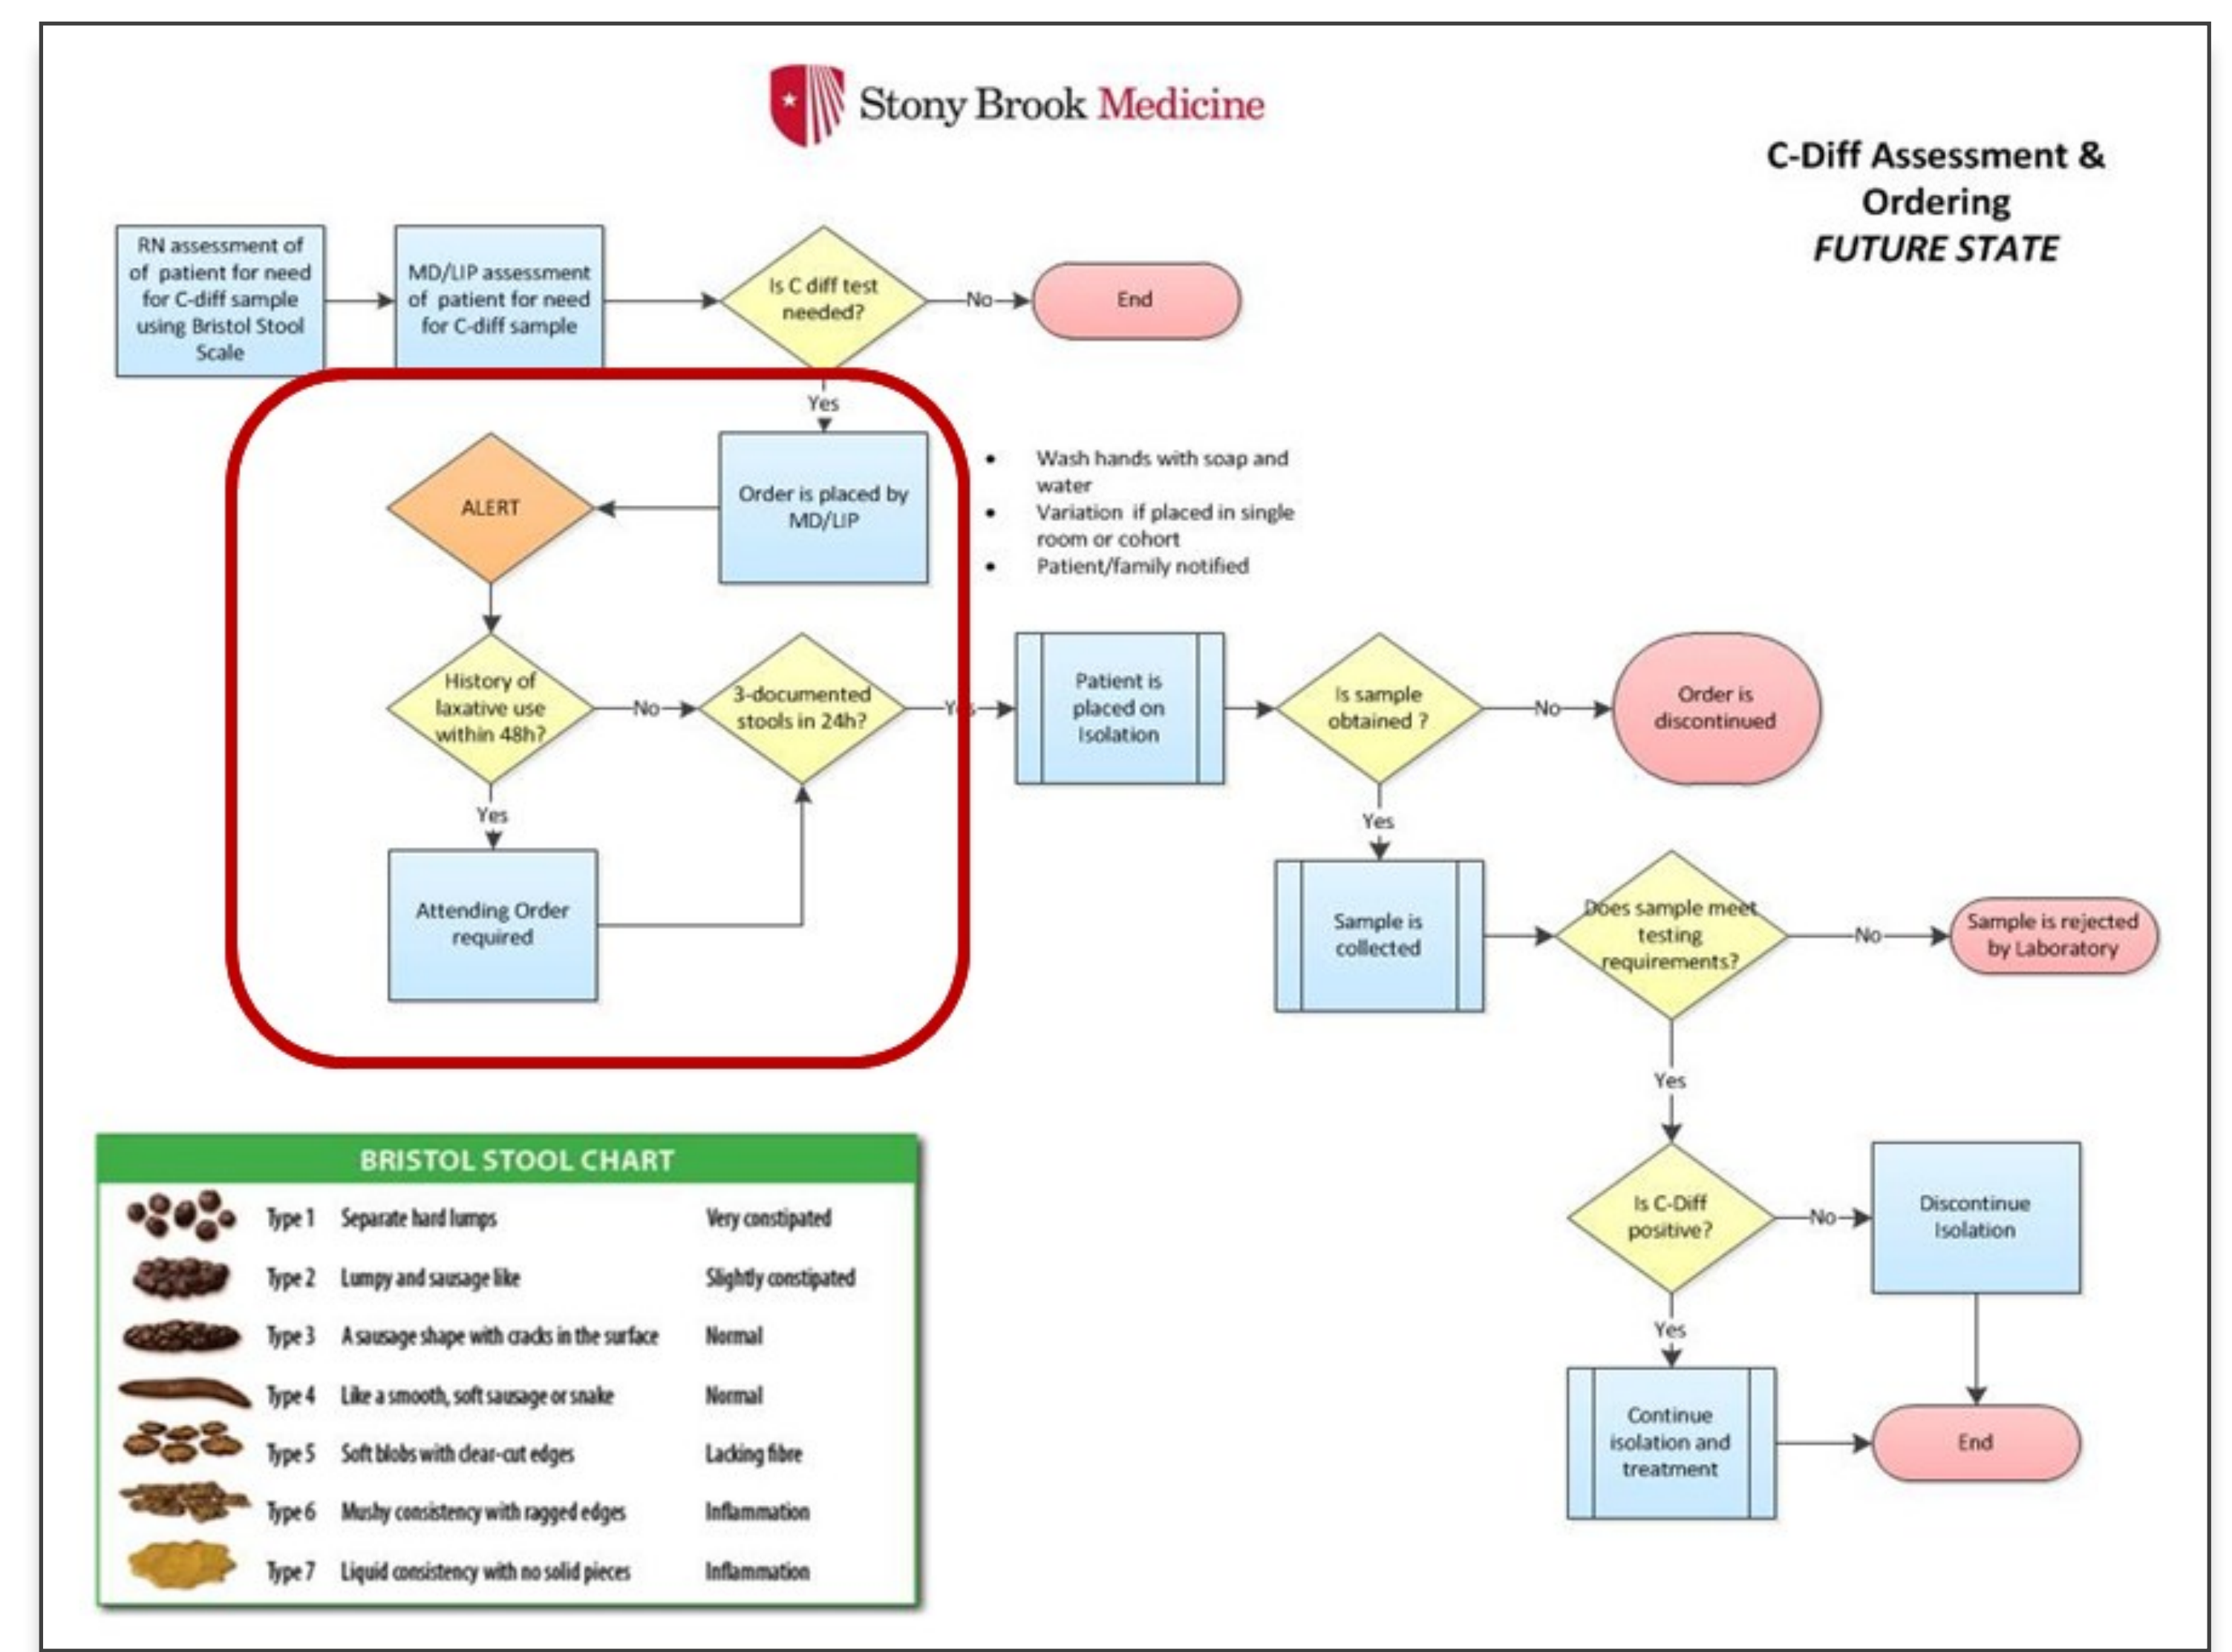 Stony Brook Medicine
C-Diff Assessment &
Ordering
FUTURE STATE
RN assessment of
of patient for need
for C-diff sample
using Bristol Stool
Scale
MD/LIP assessment
of patient for need
for C-diff sample
Is C diff test
needed?
No
End
Yes
Order is placed by
MD/LIP
ALERT
• Wash hands with soap and
water
• Variation if placed in single
room or cohort
• Patient/family notified
History of
laxative use
within 48h?
No
3-documented
stools in 24h?
Yes
Patient is
placed on
Isolation
Is sample
obtained ?
No
Order is
discontinued
Yes
Attending Order
required
Yes
Sample is
collected
Does sample meet
testing
requirements?
No
Sample is rejected
by Laboratory
Yes
Is C-Diff
positive?
No
Discontinue
Isolation
Yes
Continue
isolation and
treatment
End
BRISTOL STOOL CHART
Type 1 Separate hard lumps Very constipated
Type 2 Lumpy and sausage like Slightly constipated
Type 3 A sausage shape with cracks in the surface Normal
Type 4 Like a smooth, soft sausage or snake Normal
Type 5 Soft blobs with clear-cut edges Lacking fibre
Type 6 Mushy consistency with ragged edges Inflammation
Type 7 Liquid consistency with no solid pieces Inflammation